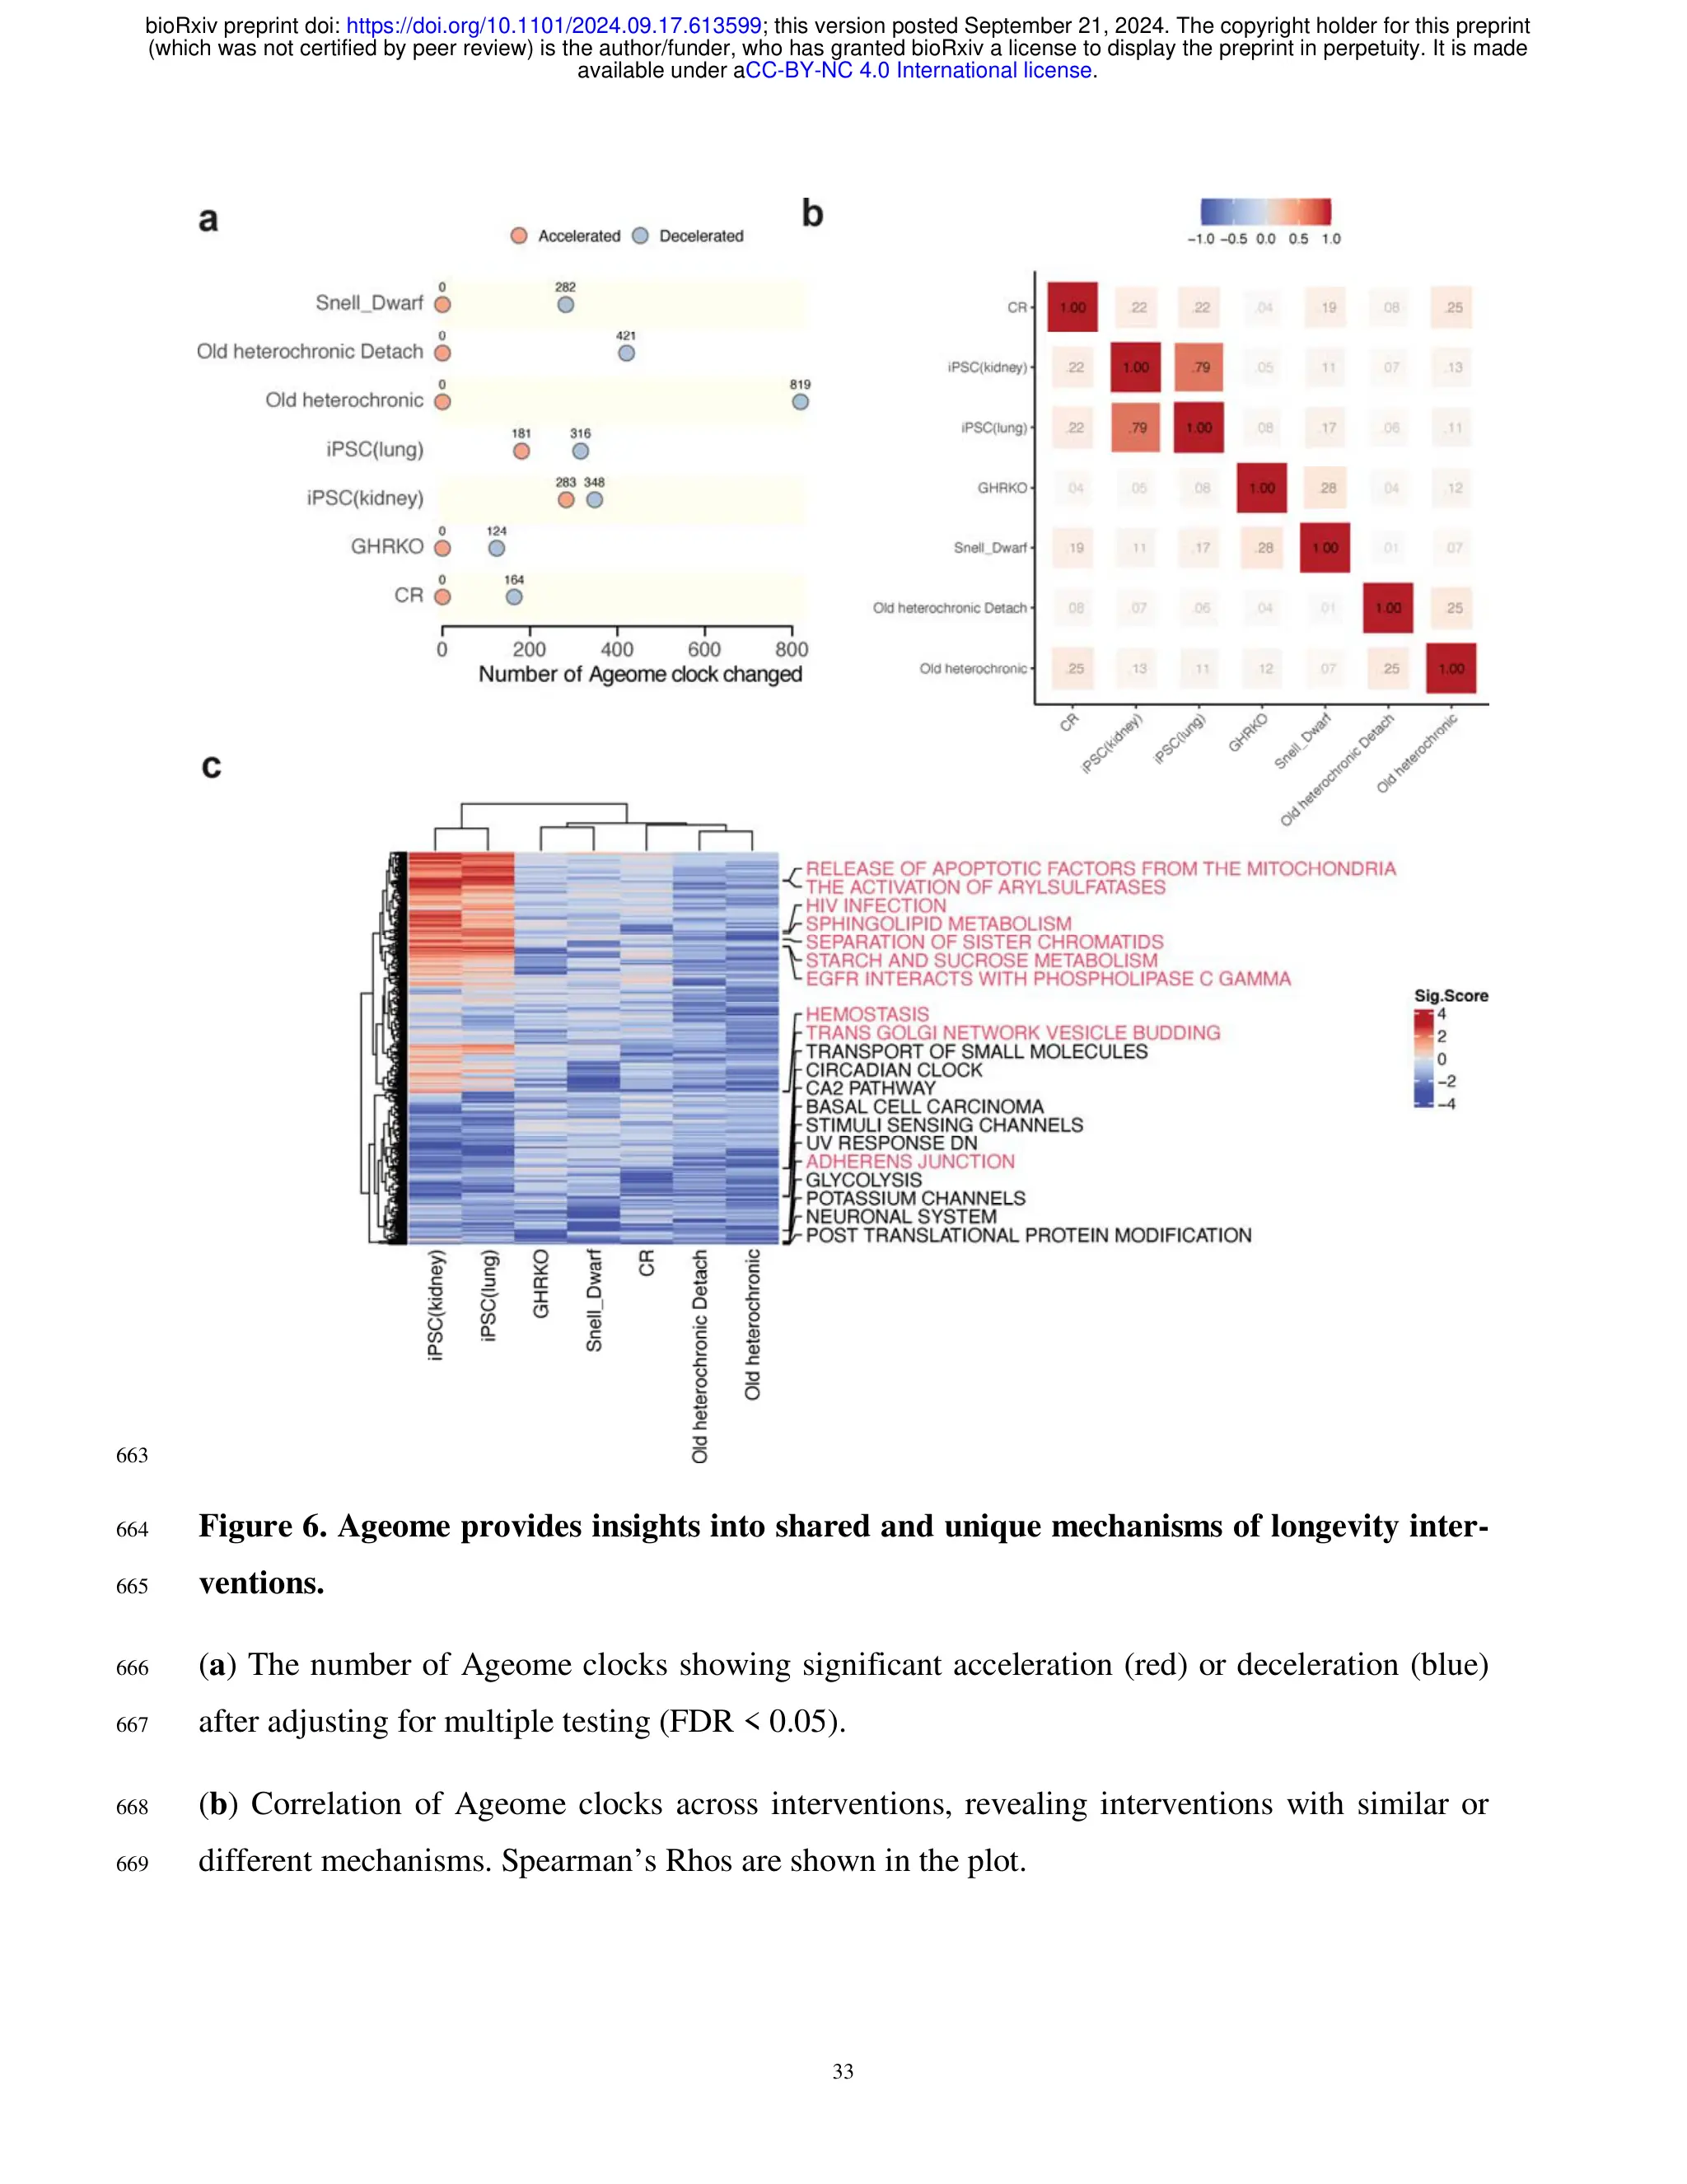 bioRxiv preprint doi: https://doi.org/10.1101/2024.09.17.613599; this version posted September 21, 2024. The copyright holder for this preprint
(which was not certified by peer review) is the author/funder, who has granted bioRxiv a license to display the preprint in perpetuity. It is made
available under aCC-BY-NC 4.0 International license.
a
Accelerated Decelerated
Snell_Dwarf 0 282
Old heterochronic Detach 0 421
Old heterochronic 0 819
iPSC(lung) 181 316
iPSC(kidney) 283 348
GHRKO 0 124
CR 0 164
0 200 400 600 800
Number of Ageome clock changed
b
−1.0 −0.5 0.0 0.5 1.0
CR 1.00 .22 .22 .04 .19 .08 .25
iPSC(kidney) .22 1.00 .79 .05 .11 .07 .13
iPSC(lung) .22 .79 1.00 .08 .17 .06 .11
GHRKO .04 .05 .08 1.00 .28 .04 .12
Snell_Dwarf .19 .11 .17 .28 1.00 .01 .07
Old heterochronic Detach .08 .07 .06 .04 .01 1.00 .25
Old heterochronic .25 .13 .11 .12 .07 .25 1.00
CR iPSC(kidney) iPSC(lung) GHRKO Snell_Dwarf Old heterochronic Detach Old heterochronic
c
RELEASE OF APOPTOTIC FACTORS FROM THE MITOCHONDRIA
THE ACTIVATION OF ARYLSULFATASES
HIV INFECTION
SPHINGOLIPID METABOLISM
SEPARATION OF SISTER CHROMATIDS
STARCH AND SUCROSE METABOLISM
EGFR INTERACTS WITH PHOSPHOLIPASE C GAMMA
HEMOSTASIS
TRANS GOLGI NETWORK VESICLE BUDDING
TRANSPORT OF SMALL MOLECULES
CIRCADIAN CLOCK
CA2 PATHWAY
BASAL CELL CARCINOMA
STIMULI SENSING CHANNELS
UV RESPONSE DN
ADHERENS JUNCTION
GLYCOLYSIS
POTASSIUM CHANNELS
NEURONAL SYSTEM
POST TRANSLATIONAL PROTEIN MODIFICATION
Sig.Score
4
2
0
−2
−4
iPSC(kidney) iPSC(lung) GHRKO Snell_Dwarf CR Old heterochronic Detach Old heterochronic
663
664 Figure 6. Ageome provides insights into shared and unique mechanisms of longevity inter-
665 ventions.
666 (a) The number of Ageome clocks showing significant acceleration (red) or deceleration (blue)
667 after adjusting for multiple testing (FDR < 0.05).
668 (b) Correlation of Ageome clocks across interventions, revealing interventions with similar or
669 different mechanisms. Spearman’s Rhos are shown in the plot.
33